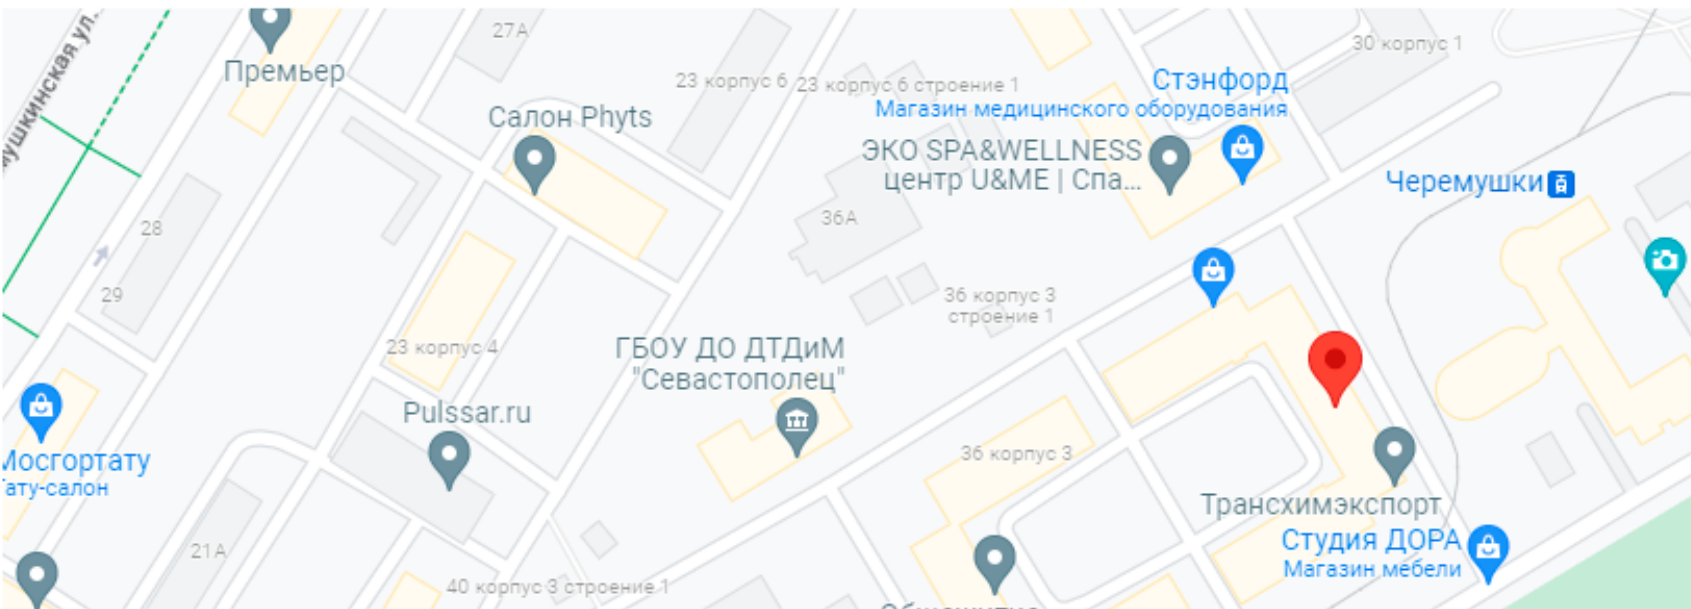 мушкинская ул.
27А
30 корпус 1
Премьер
23 корпус 6
23 корпус 6 строение 1
Стэнфорд
Магазин медицинского оборудования
Салон Phyts
ЭКО SPA&WELLNESS
центр U&ME | Спа...
Черемушки
28
36А
29
36 корпус 3
строение 1
23 корпус 4
ГБОУ ДО ДТДиМ
"Севастополец"
Pulssar.ru
Мосгортату
Тату-салон
36 корпус 3
Трансхимэкспорт
21А
Студия ДОРА
Магазин мебели
40 корпус 3 строение 1